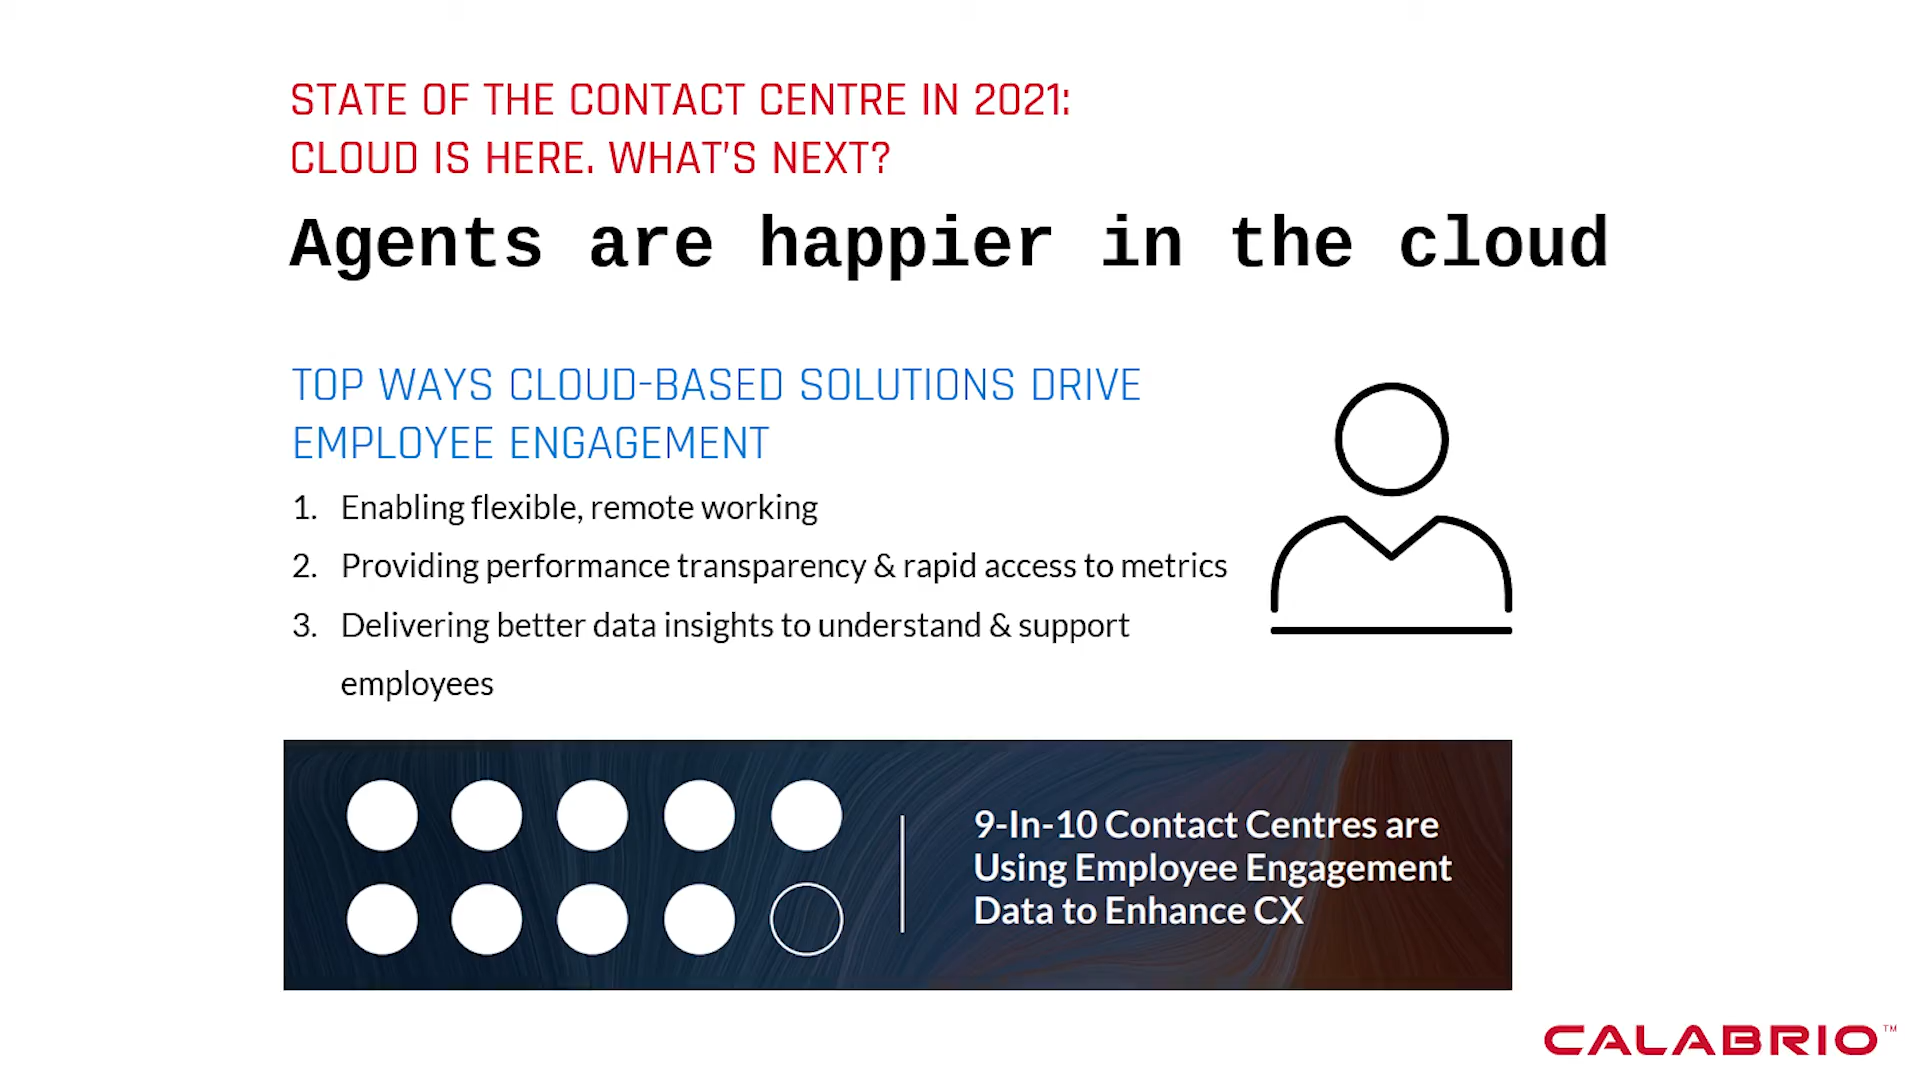 STATE OF THE CONTACT CENTRE IN 2021:
CLOUD IS HERE. WHAT'S NEXT?
Agents are happier in the cloud
TOP WAYS CLOUD-BASED SOLUTIONS DRIVE
EMPLOYEE ENGAGEMENT
1. Enabling flexible, remote working
2. Providing performance transparency & rapid access to metrics
3. Delivering better data insights to understand & support
employees
9-In-10 Contact Centres are
Using Employee Engagement
Data to Enhance CX
CALABRIO™